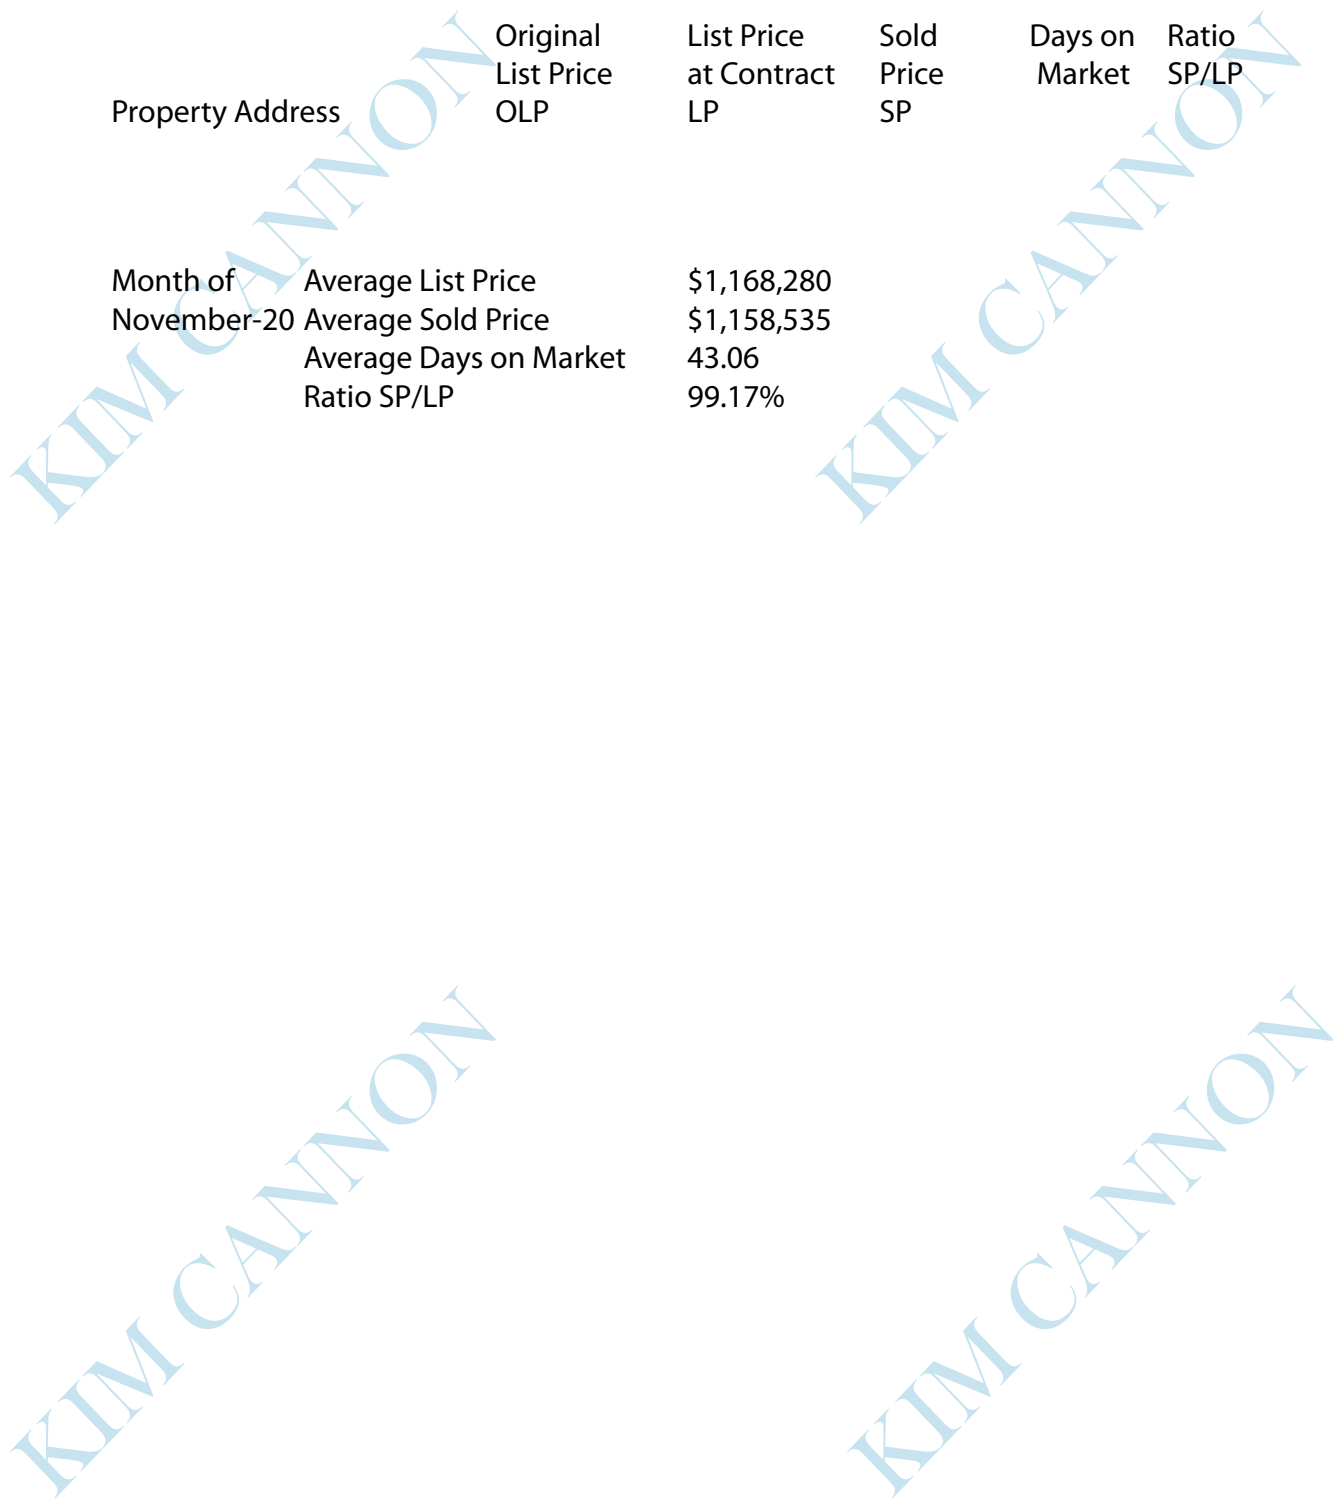 Original List Price Sold Days on Ratio
List Price at Contract Price Market SP/LP
Property Address OLP LP SP
Month of Average List Price $1,168,280
November-20 Average Sold Price $1,158,535
Average Days on Market 43.06
Ratio SP/LP 99.17%
KIM CANNON
KIM CANNON
KIM CANNON
KIM CANNON